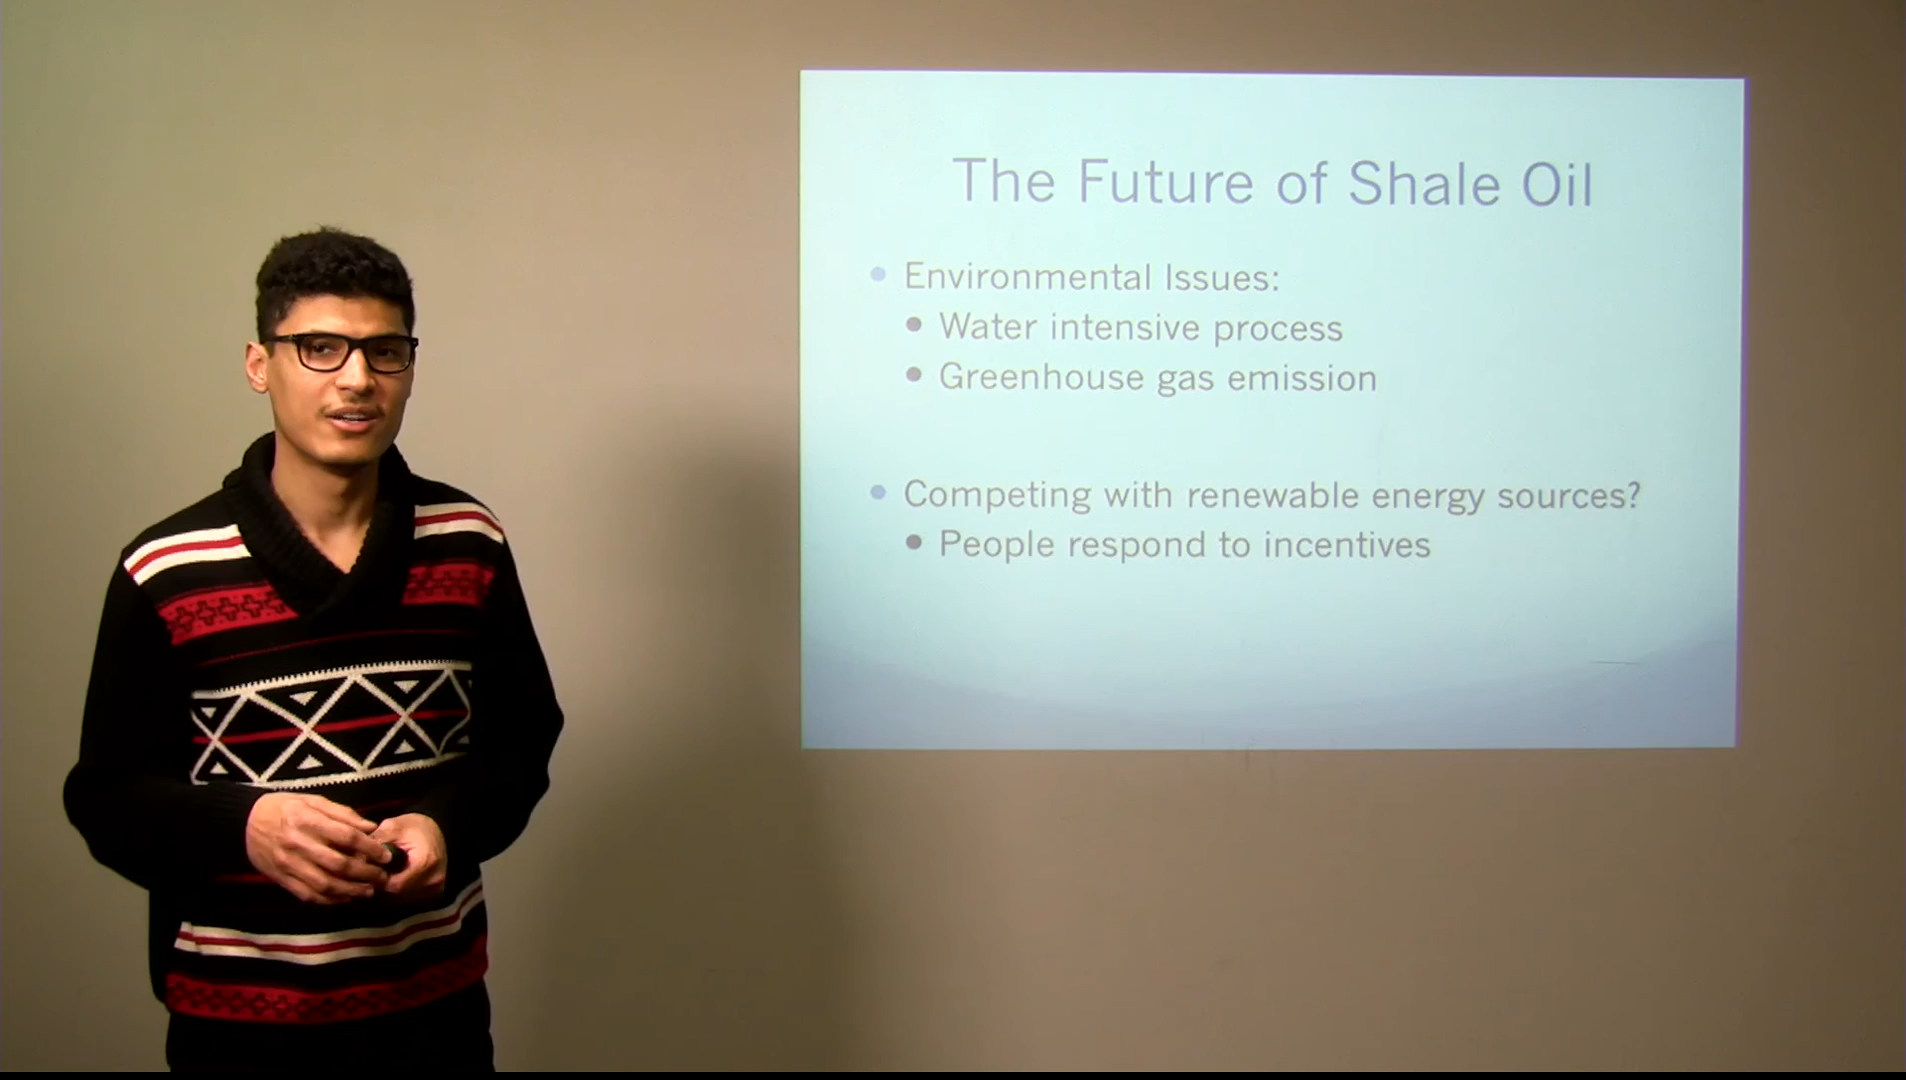 The Future of Shale Oil
Environmental Issues:
Water intensive process
Greenhouse gas emission
Competing with renewable energy sources?
People respond to incentives